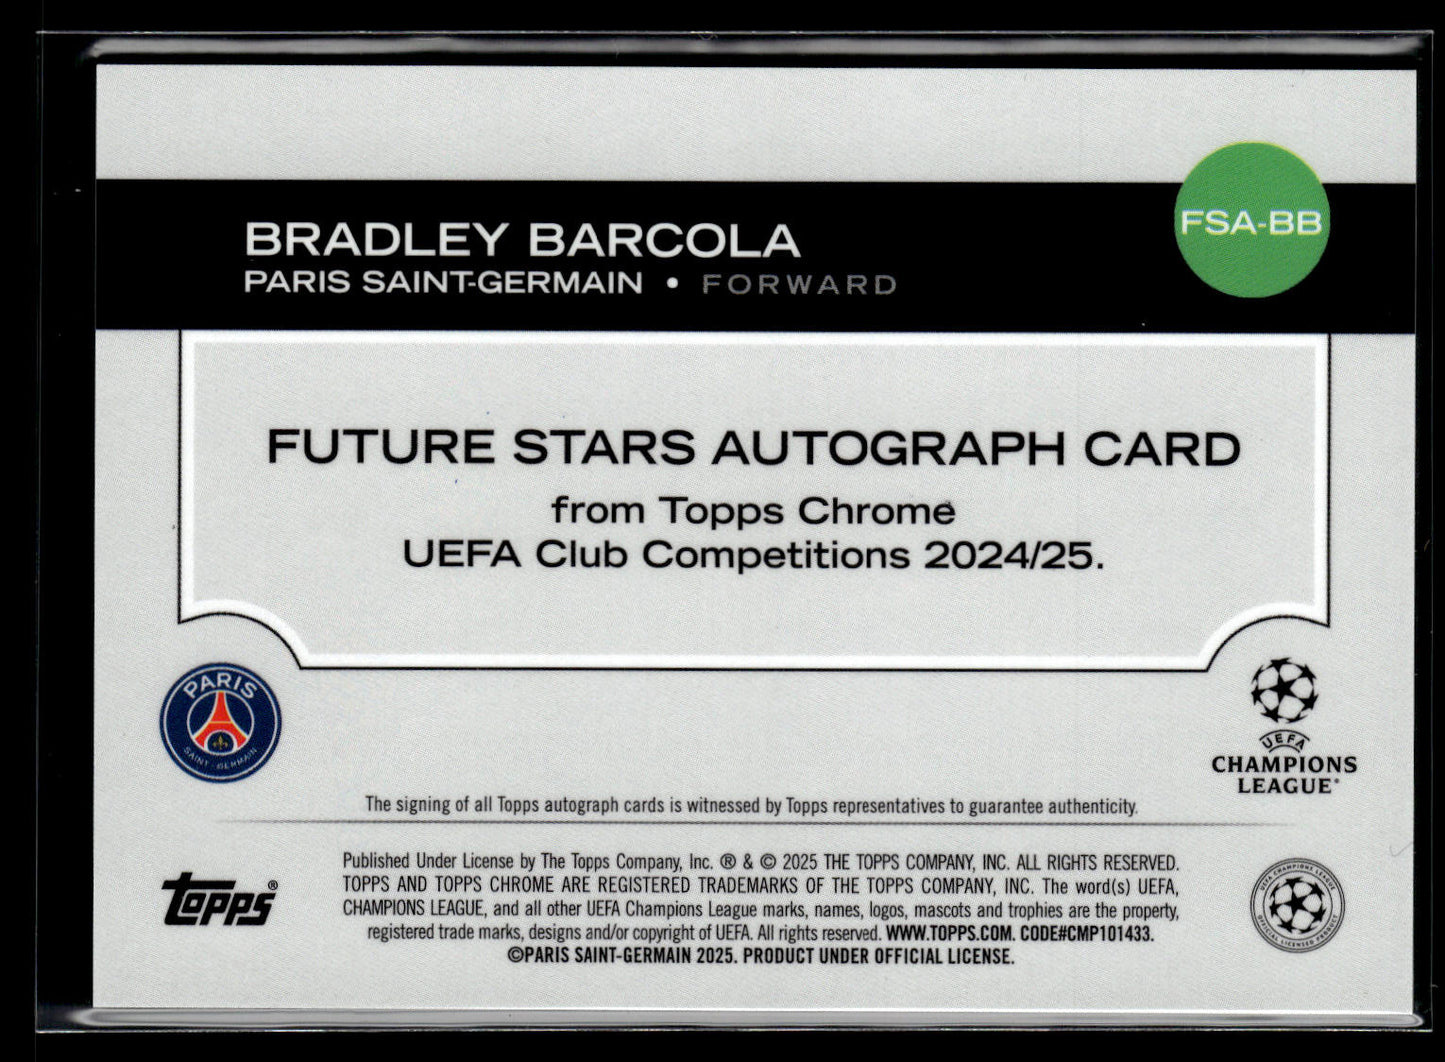 BRADLEY BARCOLA
PARIS SAINT-GERMAIN • FORWARD
FSA-BB
FUTURE STARS AUTOGRAPH CARD
from Topps Chrome
UEFA Club Competitions 2024/25.
PARIS
SAINT-GERMAIN
UEFA
CHAMPIONS
LEAGUE®
The signing of all Topps autograph cards is witnessed by Topps representatives to guarantee authenticity.
topps®
Published Under License by The Topps Company, Inc. ® & © 2025 THE TOPPS COMPANY, INC. ALL RIGHTS RESERVED.
TOPPS AND TOPPS CHROME ARE REGISTERED TRADEMARKS OF THE TOPPS COMPANY, INC. The word(s) UEFA,
CHAMPIONS LEAGUE, and all other UEFA Champions League marks, names, logos, mascots and trophies are the property,
registered trade marks, designs and/or copyright of UEFA. All rights reserved. WWW.TOPPS.COM. CODE#CMP101433.
©PARIS SAINT-GERMAIN 2025. PRODUCT UNDER OFFICIAL LICENSE.
UEFA CHAMPIONS LEAGUE
OFFICIAL LICENSED PRODUCT